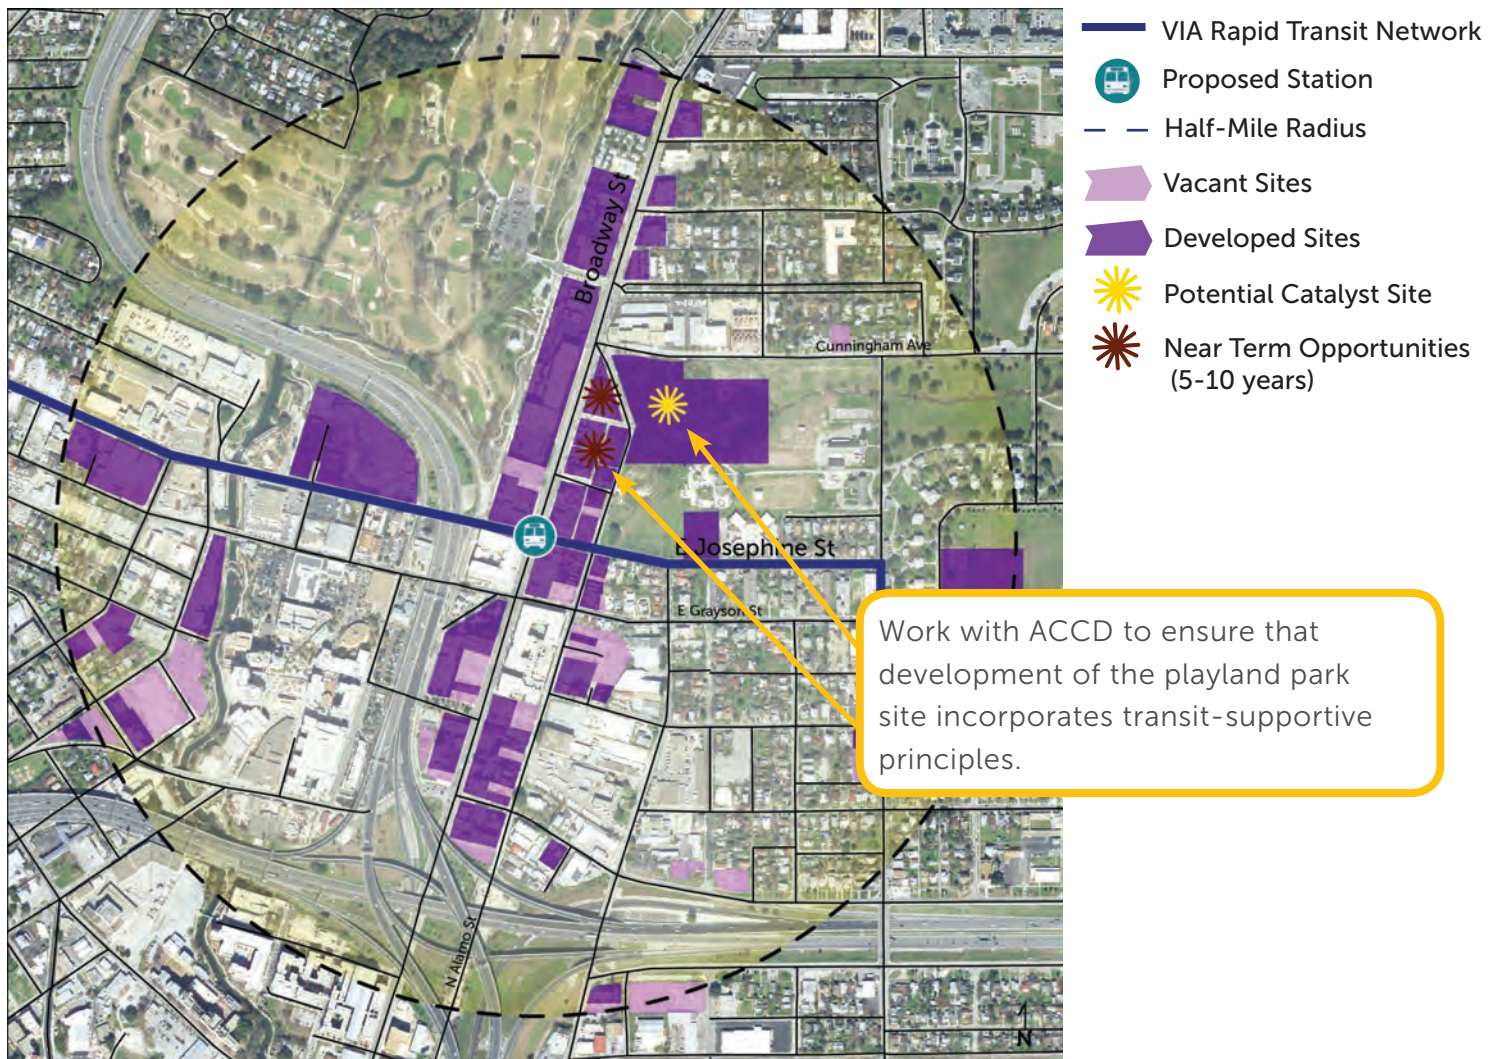 VIA Rapid Transit Network
Proposed Station
Half-Mile Radius
Vacant Sites
Developed Sites
Potential Catalyst Site
Near Term Opportunities
(5-10 years)
Broadway St
Cunningham Ave
E Josephine St
E Grayson St
Work with ACCD to ensure that
development of the playland park
site incorporates transit-supportive
principles.
N Alamo St
N